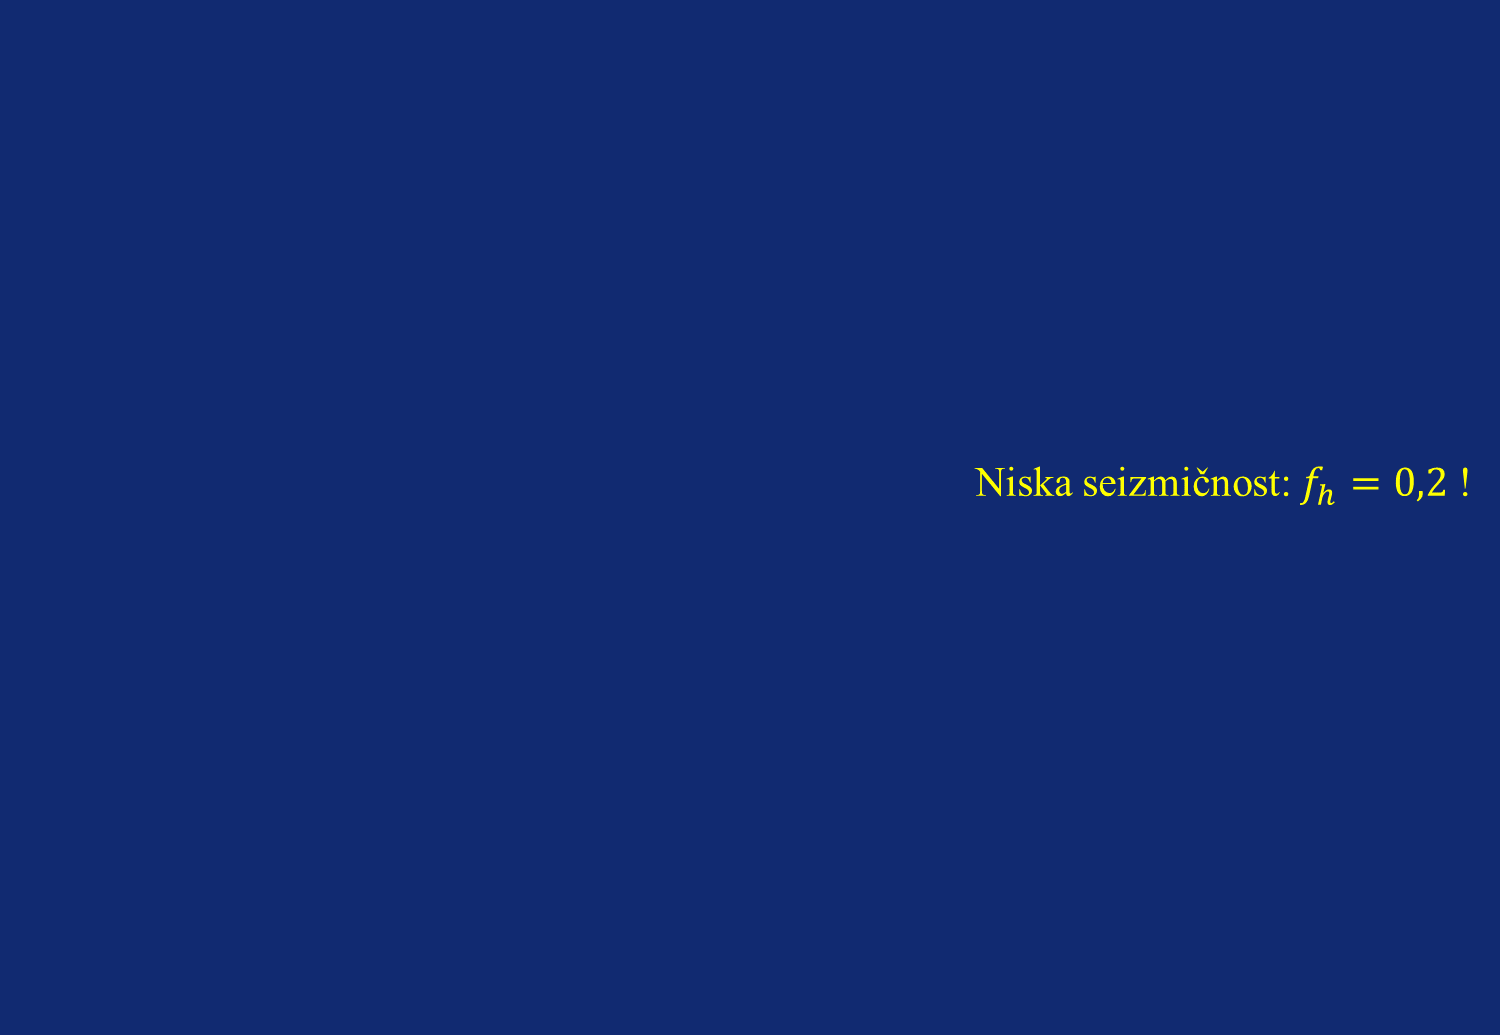 Niska seizmičnost: f_h = 0,2 !